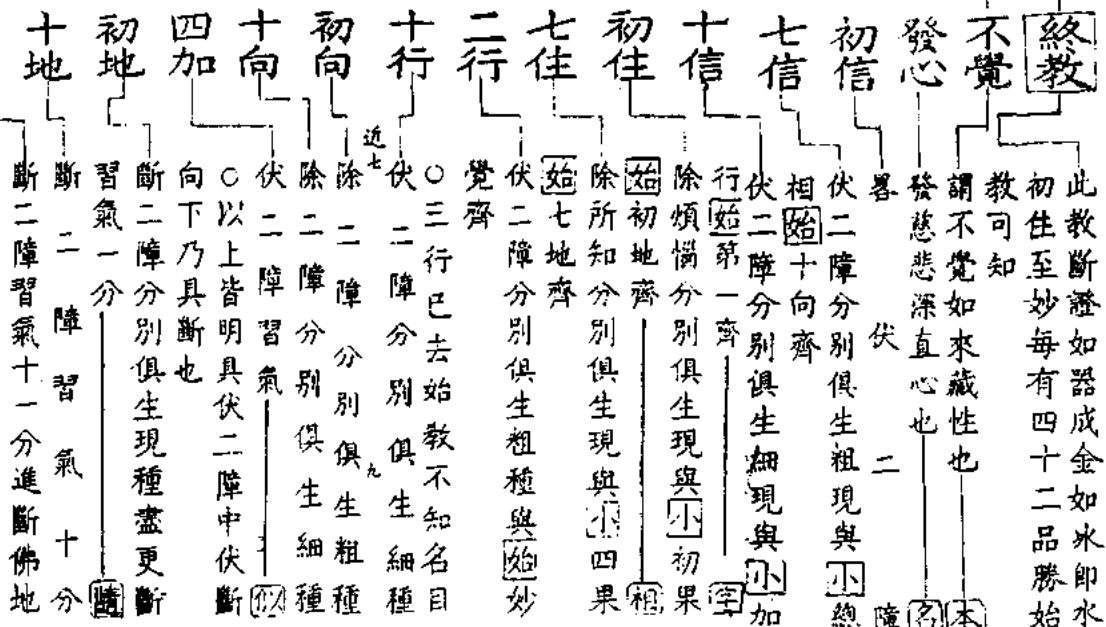 終教
此教斷證如器成金如冰即水
初住至妙每有四十二品勝始
教可知
不覺
謂不覺如來藏性也
本
發心
發慈悲深直心也
名
初信
畧伏二障
七信
伏二障分別俱生粗現與小總
相始十向齊
十信
伏二障分別俱生細現與小加
行始第一齊
字
初住
除煩惱分別俱生現與小初果
始初地齊
相
七住
除所知分別俱生現與小四果
始七地齊
二行
伏二障分別俱生粗種與始妙
覺齊
○三行已去始教不知名目
十行
伏二障分別俱生細種
近七
初向
除二障分別俱生粗種
九
十向
除二障分別俱生細種
四加
伏二障習氣
似
○以上皆明具伏二障中伏斷
向下乃具斷也
初地
斷二障分別俱生現種盡更斷
習氣一分
十地
斷二障習氣十分
斷二障習氣十一分進斷佛地